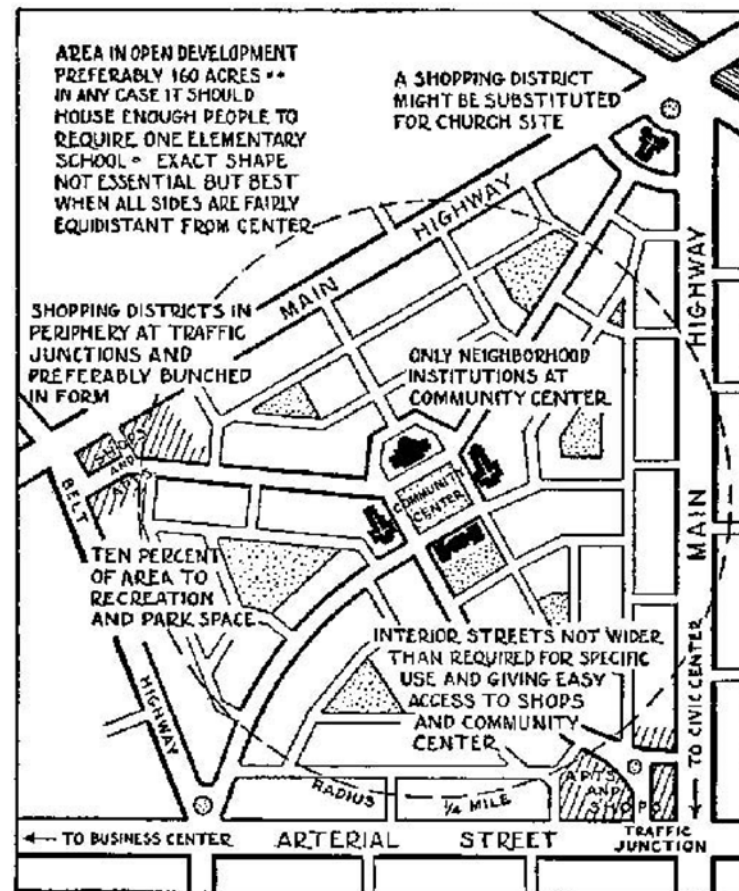 AREA IN OPEN DEVELOPMENT
PREFERABLY 160 ACRES **
IN ANY CASE IT SHOULD
HOUSE ENOUGH PEOPLE TO
REQUIRE ONE ELEMENTARY
SCHOOL • EXACT SHAPE
NOT ESSENTIAL BUT BEST
WHEN ALL SIDES ARE FAIRLY
EQUIDISTANT FROM CENTER
A SHOPPING DISTRICT
MIGHT BE SUBSTITUTED
FOR CHURCH SITE
MAIN HIGHWAY
SHOPPING DISTRICTS IN
PERIPHERY AT TRAFFIC
JUNCTIONS AND
PREFERABLY BUNCHED
IN FORM
ONLY NEIGHBORHOOD
INSTITUTIONS AT
COMMUNITY CENTER
MAIN HIGHWAY
SHOPS
AND
BELT HIGHWAY
COMMUNITY
CENTER
TEN PERCENT
OF AREA TO
RECREATION
AND PARK SPACE
INTERIOR STREETS NOT WIDER
THAN REQUIRED FOR SPECIFIC
USE AND GIVING EASY
ACCESS TO SHOPS
AND COMMUNITY
CENTER
TO CIVIC CENTER
RADIUS ¼ MILE
APTS
AND
SHOPS
TO BUSINESS CENTER
ARTERIAL STREET
TRAFFIC
JUNCTION